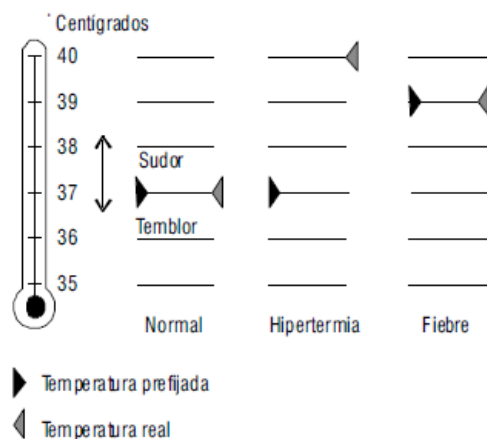 ° Centígrados
40
39
38
Sudor
37
Temblor
36
35
Normal Hipertermia Fiebre
Temperatura prefijada
Temperatura real